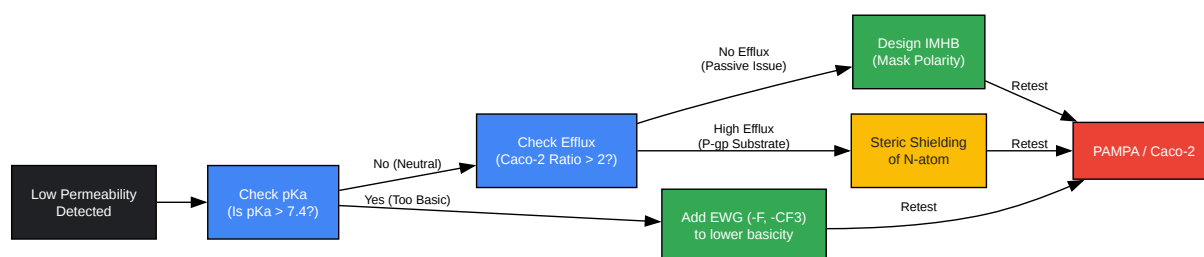 Low Permeability
Detected
Check pKa
(Is pKa > 7.4?)
No (Neutral)
Yes (Too Basic)
Check Efflux
(Caco-2 Ratio > 2?)
No Efflux
(Passive Issue)
High Efflux
(P-gp Substrate)
Design IMHB
(Mask Polarity)
Steric Shielding
of N-atom
Add EWG (-F, -CF3)
to lower basicity
Retest
Retest
Retest
PAMPA / Caco-2